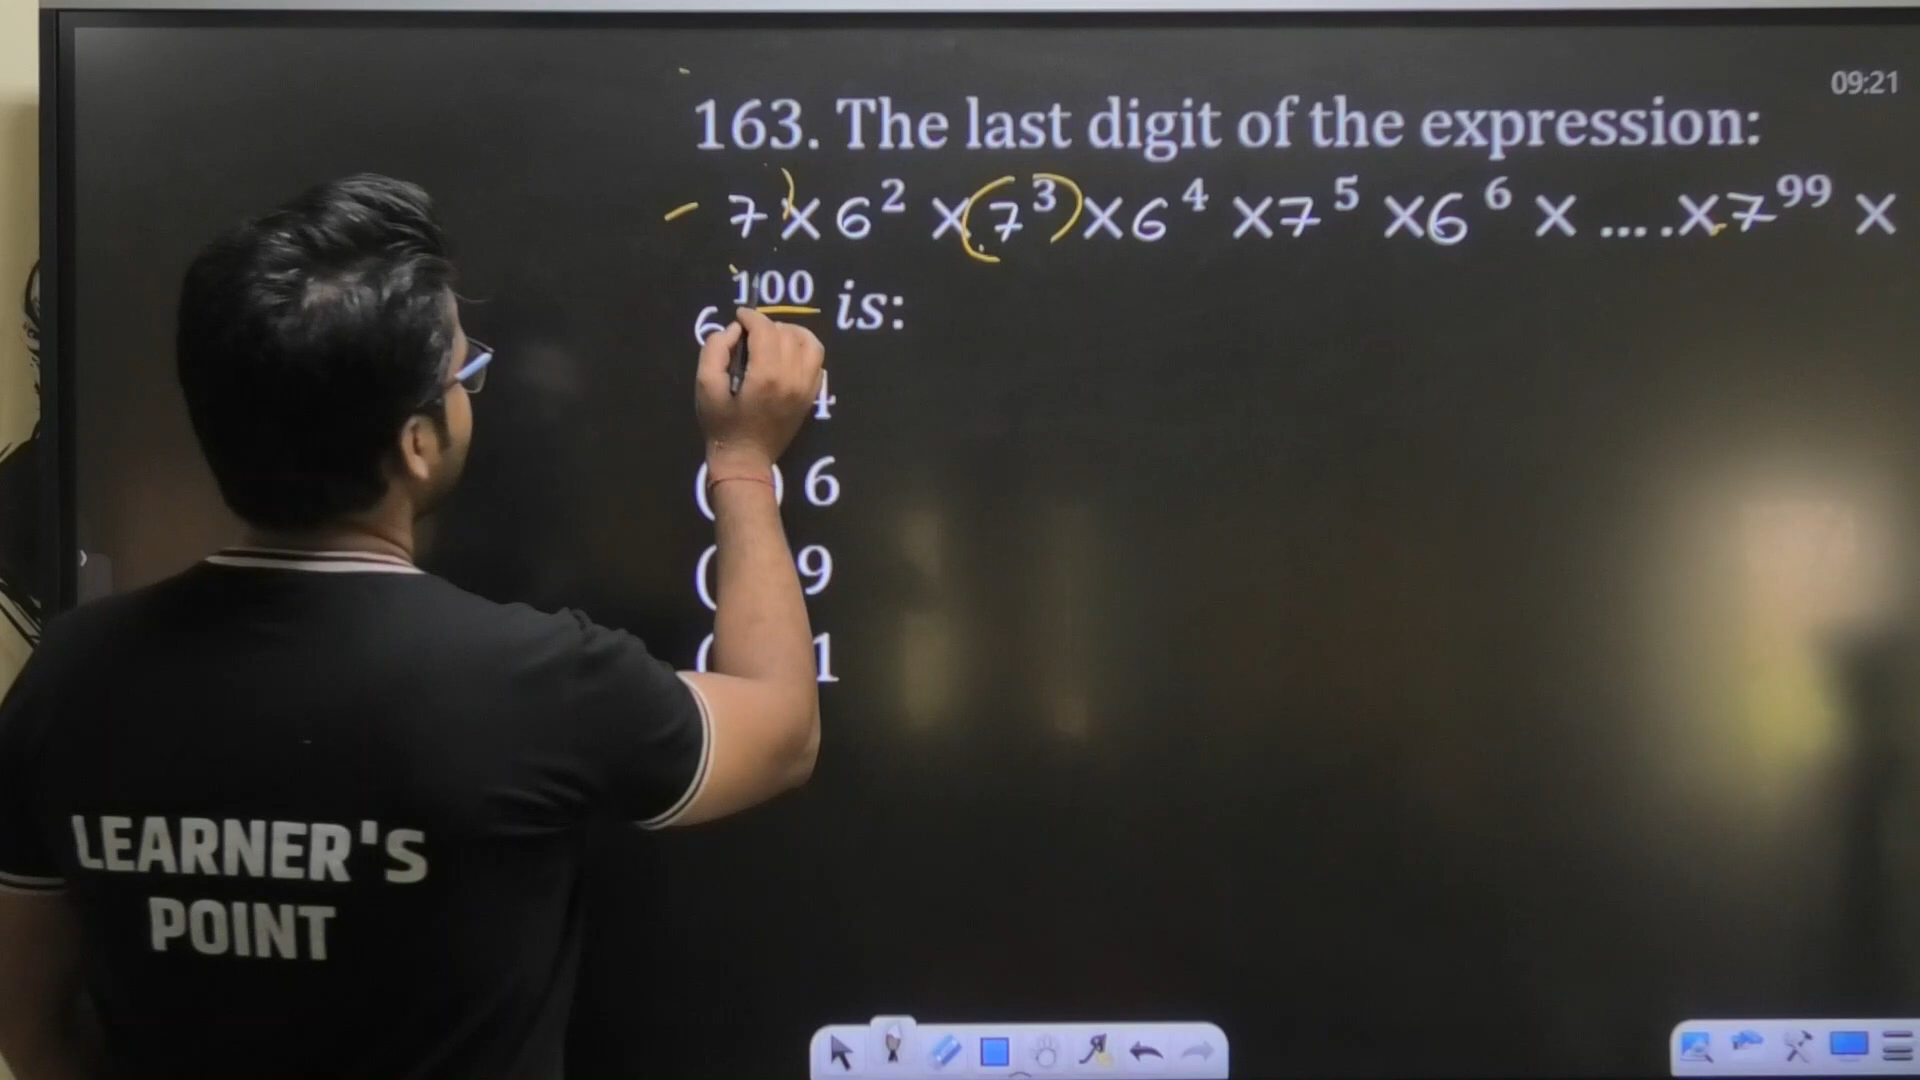 09:21
163. The last digit of the expression:
7 × 6² × 7³ × 6⁴ × 7⁵ × 6⁶ × .... × 7⁹⁹ ×
6¹⁰⁰ is:
4
( ) 6
( 9
( 1
LEARNER'S
POINT